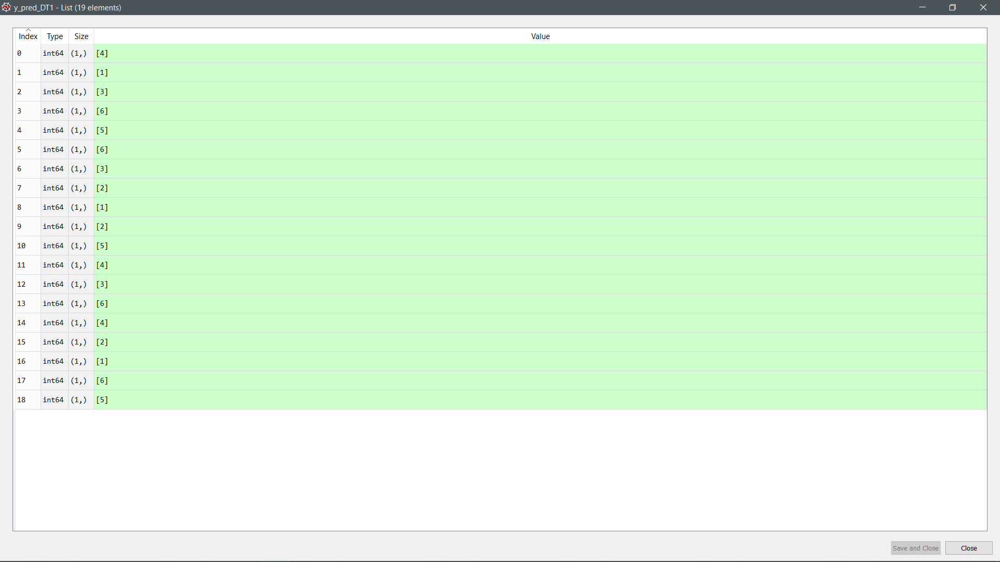 y_pred_DT1 - List (19 elements)
Index Type Size Value
0 int64 (1,) [4]
1 int64 (1,) [1]
2 int64 (1,) [3]
3 int64 (1,) [6]
4 int64 (1,) [5]
5 int64 (1,) [6]
6 int64 (1,) [3]
7 int64 (1,) [2]
8 int64 (1,) [1]
9 int64 (1,) [2]
10 int64 (1,) [5]
11 int64 (1,) [4]
12 int64 (1,) [3]
13 int64 (1,) [6]
14 int64 (1,) [4]
15 int64 (1,) [2]
16 int64 (1,) [1]
17 int64 (1,) [6]
18 int64 (1,) [5]
Save and Close Close